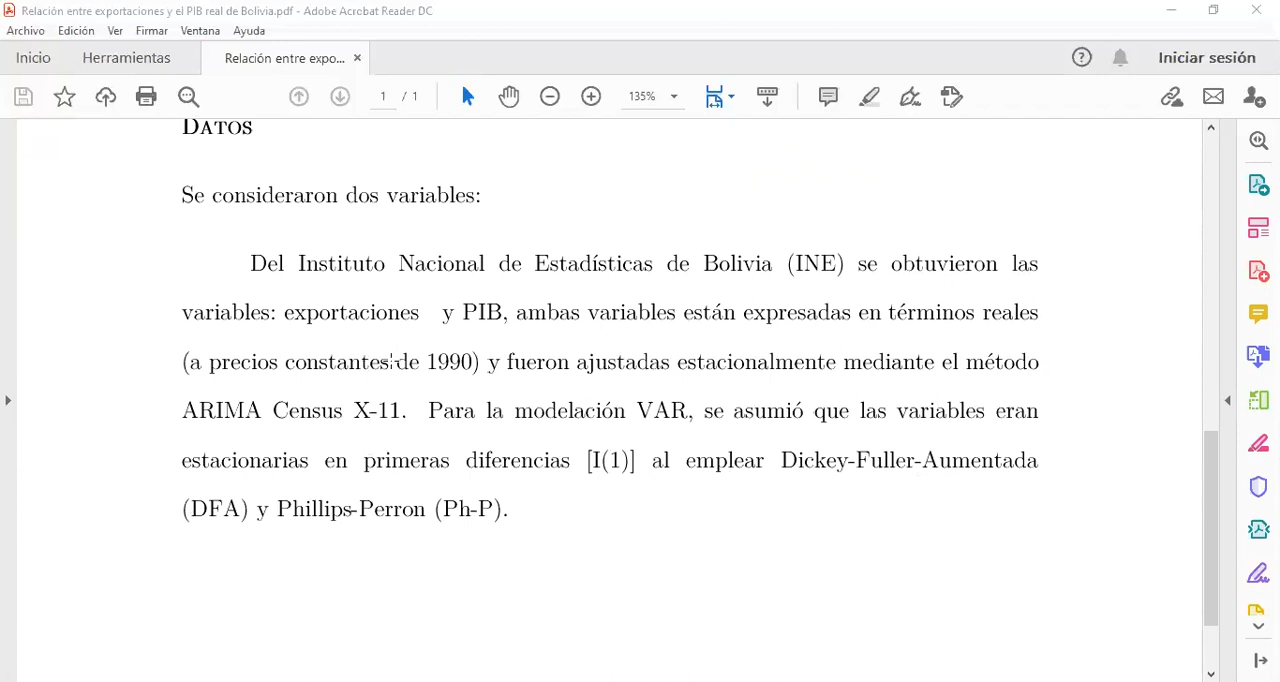 Relación entre exportaciones y el PIB real de Bolivia.pdf - Adobe Acrobat Reader DC
Archivo Edición Ver Firmar Ventana Ayuda
Inicio Herramientas Relación entre expo... × Iniciar sesión
1 / 1 135%
DATOS
Se consideraron dos variables:
Del Instituto Nacional de Estadísticas de Bolivia (INE) se obtuvieron las
variables: exportaciones y PIB, ambas variables están expresadas en términos reales
(a precios constantes de 1990) y fueron ajustadas estacionalmente mediante el método
ARIMA Census X-11. Para la modelación VAR, se asumió que las variables eran
estacionarias en primeras diferencias [I(1)] al emplear Dickey-Fuller-Aumentada
(DFA) y Phillips-Perron (Ph-P).